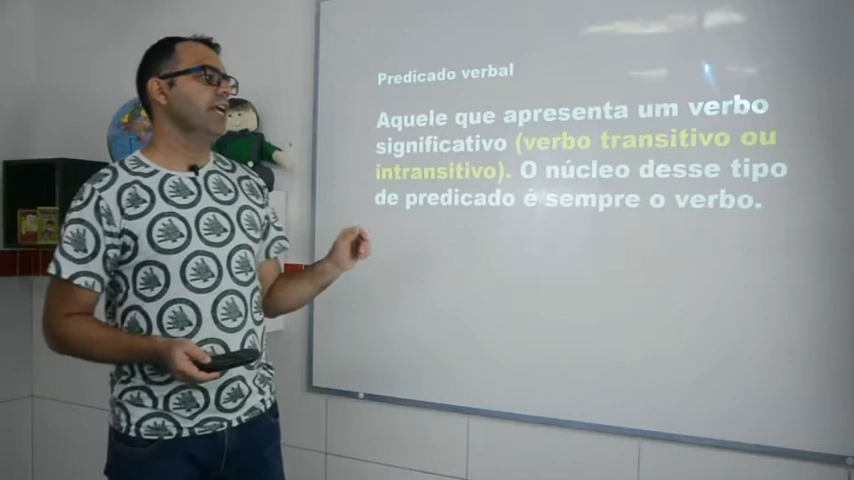 Predicado verbal
Aquele que apresenta um verbo
significativo (verbo transitivo ou
intransitivo). O núcleo desse tipo
de predicado é sempre o verbo.